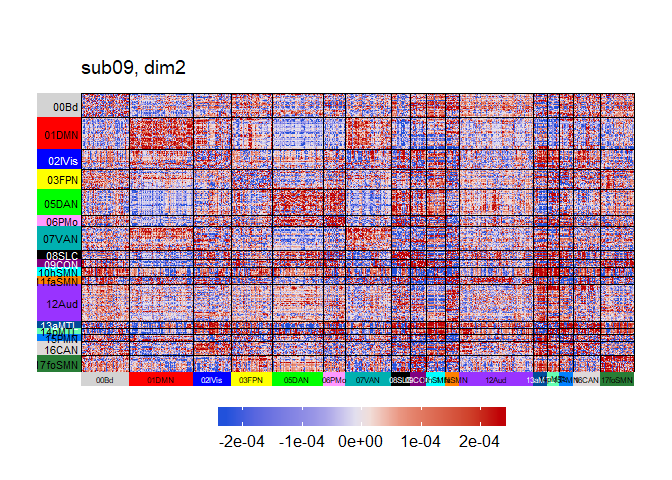 sub09, dim2
00Bd
01DMN
02lVis
03FPN
05DAN
06PMo
07VAN
08SLC
09CON
10hSMN
1faSMN
12Aud
13aMTL
14pMTL
15PMN
16CAN
17foSMN
00Bd 01DMN 02lVis 03FPN 05DAN 06PMo 07VAN 12Aud 16CAN 17foSMN
-2e-04 -1e-04 0e+00 1e-04 2e-04